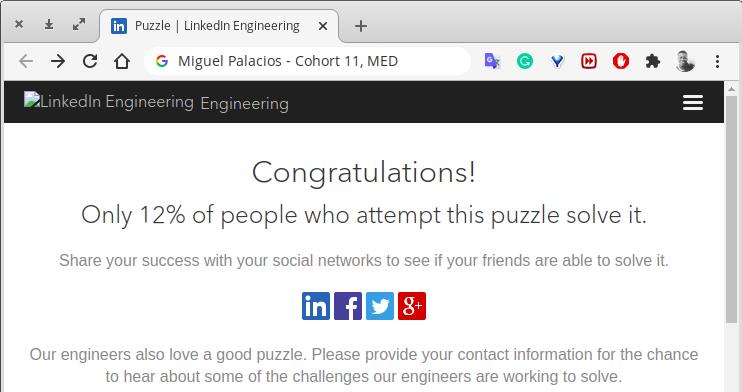 Puzzle | LinkedIn Engineering
Miguel Palacios - Cohort 11, MED
LinkedIn Engineering Engineering
Congratulations!
Only 12% of people who attempt this puzzle solve it.
Share your success with your social networks to see if your friends are able to solve it.
in f g+
Our engineers also love a good puzzle. Please provide your contact information for the chance
to hear about some of the challenges our engineers are working to solve.